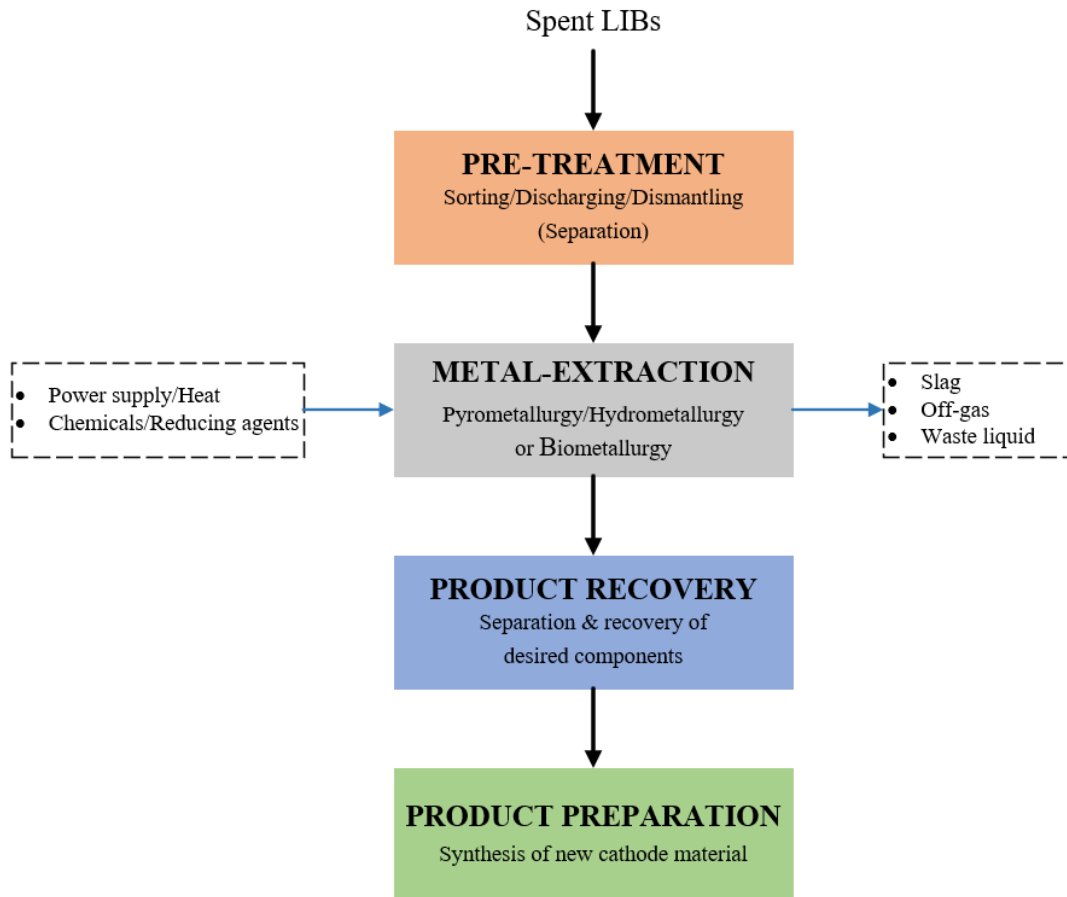 Spent LIBs
PRE-TREATMENT
Sorting/Discharging/Dismantling
(Separation)
• Power supply/Heat
• Chemicals/Reducing agents
METAL-EXTRACTION
Pyrometallurgy/Hydrometallurgy
or Biometallurgy
• Slag
• Off-gas
• Waste liquid
PRODUCT RECOVERY
Separation & recovery of
desired components
PRODUCT PREPARATION
Synthesis of new cathode material